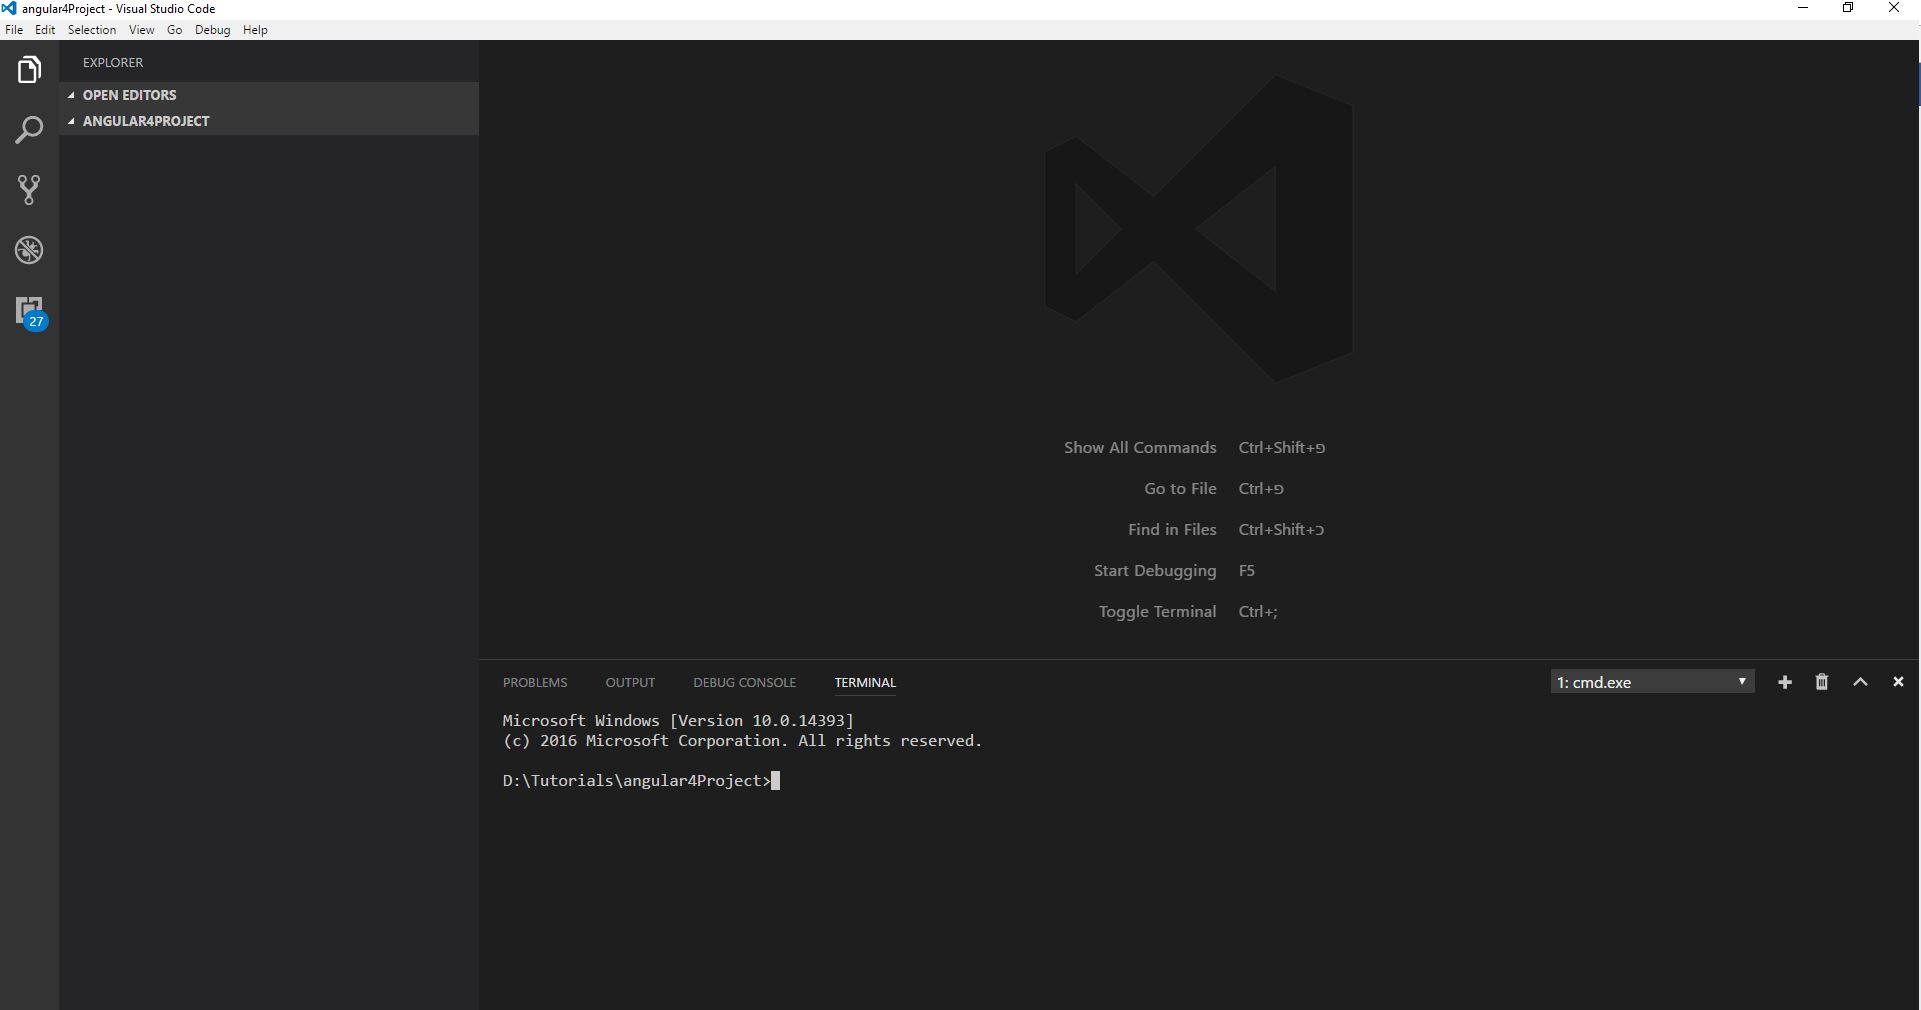 angular4Project - Visual Studio Code
File Edit Selection View Go Debug Help
EXPLORER
OPEN EDITORS
ANGULAR4PROJECT
27
Show All Commands Ctrl+Shift+פ
Go to File Ctrl+פ
Find in Files Ctrl+Shift+כ
Start Debugging F5
Toggle Terminal Ctrl+;
PROBLEMS OUTPUT DEBUG CONSOLE TERMINAL 1: cmd.exe
Microsoft Windows [Version 10.0.14393]
(c) 2016 Microsoft Corporation. All rights reserved.
D:\Tutorials\angular4Project>